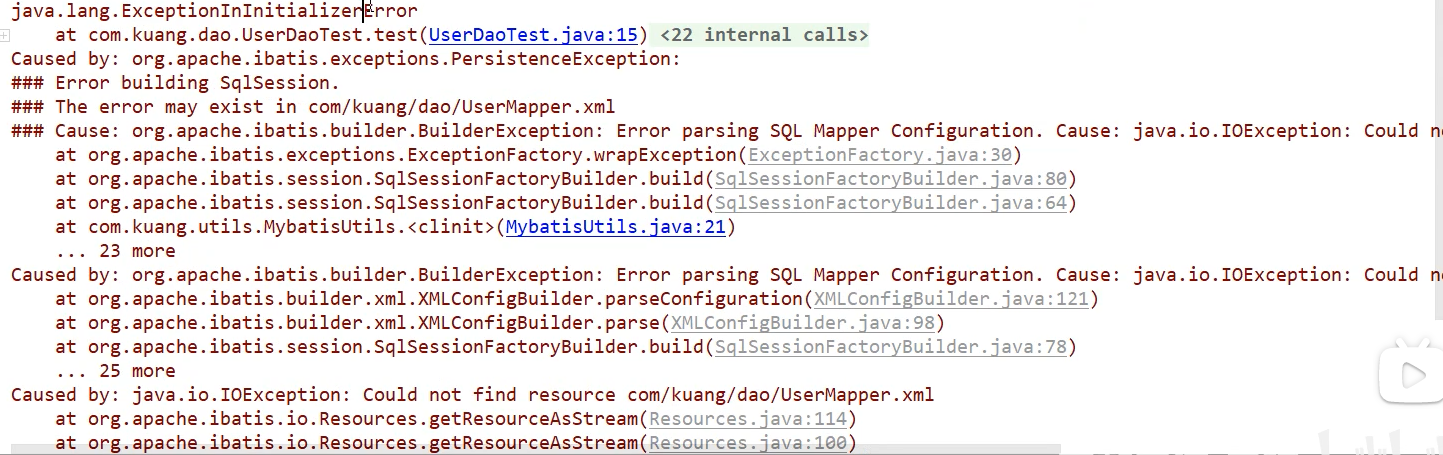 java.lang.ExceptionInInitializerError
at com.kuang.dao.UserDaoTest.test(UserDaoTest.java:15) <22 internal calls>
Caused by: org.apache.ibatis.exceptions.PersistenceException:
### Error building SqlSession.
### The error may exist in com/kuang/dao/UserMapper.xml
### Cause: org.apache.ibatis.builder.BuilderException: Error parsing SQL Mapper Configuration. Cause: java.io.IOException: Could n
at org.apache.ibatis.exceptions.ExceptionFactory.wrapException(ExceptionFactory.java:30)
at org.apache.ibatis.session.SqlSessionFactoryBuilder.build(SqlSessionFactoryBuilder.java:80)
at org.apache.ibatis.session.SqlSessionFactoryBuilder.build(SqlSessionFactoryBuilder.java:64)
at com.kuang.utils.MybatisUtils.<clinit>(MybatisUtils.java:21)
... 23 more
Caused by: org.apache.ibatis.builder.BuilderException: Error parsing SQL Mapper Configuration. Cause: java.io.IOException: Could n
at org.apache.ibatis.builder.xml.XMLConfigBuilder.parseConfiguration(XMLConfigBuilder.java:121)
at org.apache.ibatis.builder.xml.XMLConfigBuilder.parse(XMLConfigBuilder.java:98)
at org.apache.ibatis.session.SqlSessionFactoryBuilder.build(SqlSessionFactoryBuilder.java:78)
... 25 more
Caused by: java.io.IOException: Could not find resource com/kuang/dao/UserMapper.xml
at org.apache.ibatis.io.Resources.getResourceAsStream(Resources.java:114)
at org.apache.ibatis.io.Resources.getResourceAsStream(Resources.java:100)